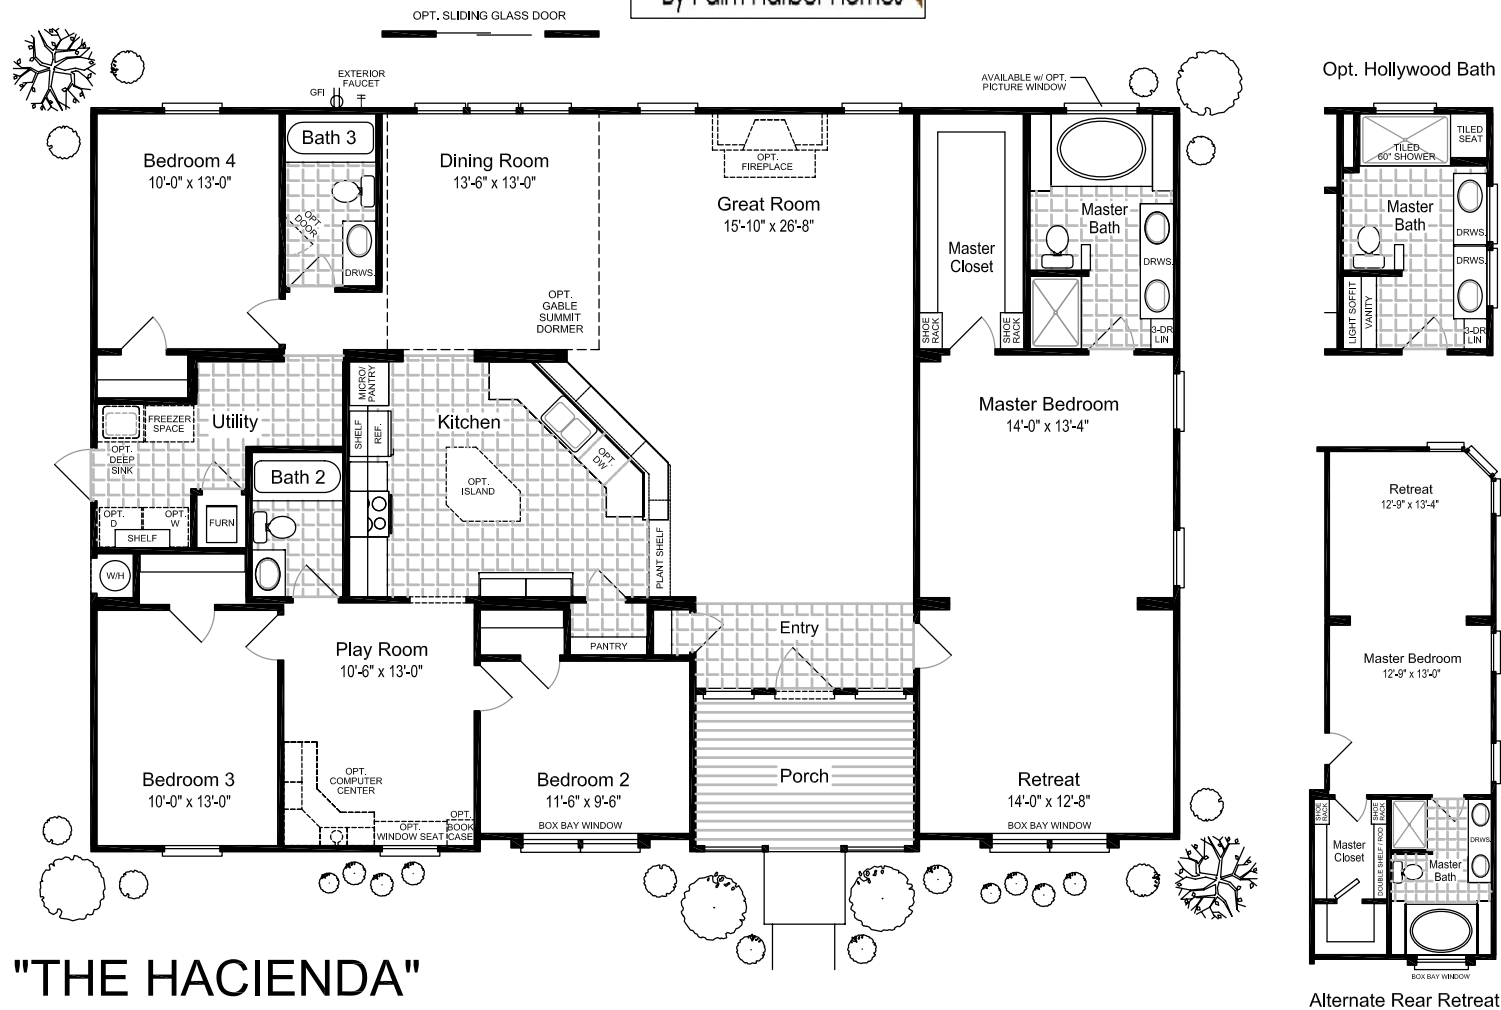 By Palm Harbor Homes
OPT. SLIDING GLASS DOOR
EXTERIOR
FAUCET
GFI
AVAILABLE w/ OPT.
PICTURE WINDOW
Bedroom 4
10'-0" x 13'-0"
Bath 3
OPT.
DOOR
DRWS.
Dining Room
13'-6" x 13'-0"
OPT.
GABLE
SUMMIT
DORMER
OPT.
FIREPLACE
Great Room
15'-10" x 26'-8"
Master
Closet
SHOE
RACK
SHOE
RACK
Master
Bath
DRWS.
3-DR
LIN
Utility
FREEZER
SPACE
OPT.
DEEP
SINK
OPT.
D
OPT.
W
SHELF
FURN
W/H
Bath 2
MICRO/
PANTRY
SHELF
REF.
Kitchen
OPT.
ISLAND
OPT.
DW
PLANT SHELF
PANTRY
Master Bedroom
14'-0" x 13'-4"
Entry
Play Room
10'-6" x 13'-0"
OPT.
COMPUTER
CENTER
OPT.
WINDOW SEAT
OPT.
BOOK
CASE
Bedroom 3
10'-0" x 13'-0"
Bedroom 2
11'-6" x 9'-6"
BOX BAY WINDOW
Porch
Retreat
14'-0" x 12'-8"
BOX BAY WINDOW
"THE HACIENDA"
Opt. Hollywood Bath
TILED
SEAT
TILED
60" SHOWER
Master
Bath
DRWS.
DRWS.
LIGHT SOFFIT
VANITY
3-DR
LIN
Retreat
12'-9" x 13'-4"
Master Bedroom
12'-9" x 13'-0"
SHOE
RACK
SHOE
RACK
Master
Closet
DOUBLE SHELF / ROD
DRWS.
Master
Bath
BOX BAY WINDOW
Alternate Rear Retreat